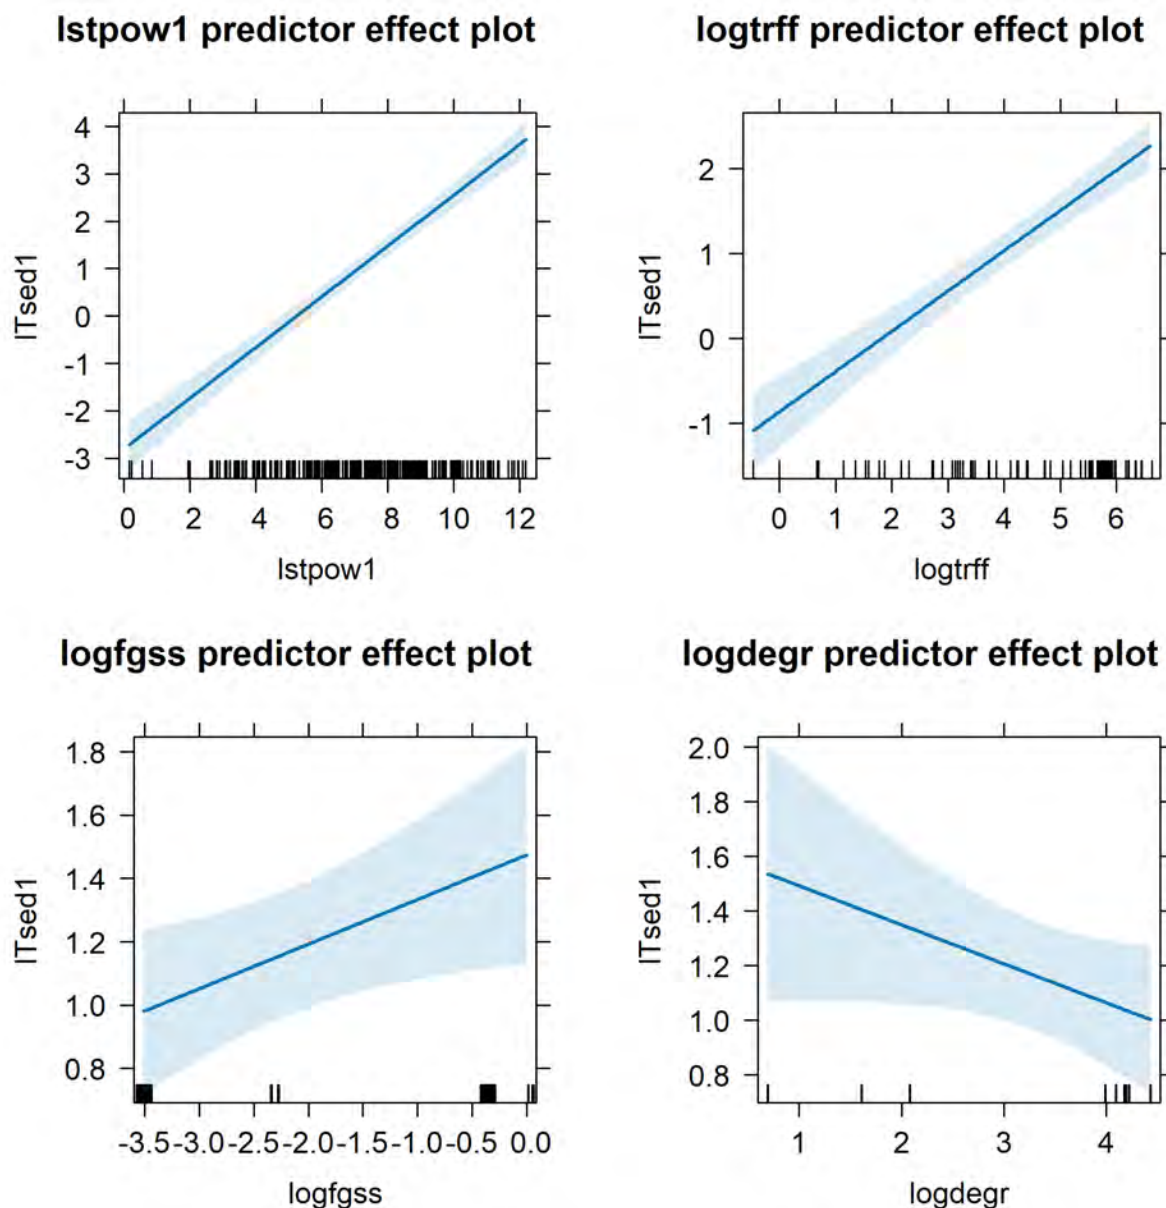 lstpow1 predictor effect plot
logtrff predictor effect plot
4
3
2
1
0
-1
-2
-3
lTsed1
0 2 4 6 8 10 12
lstpow1
2
1
0
-1
lTsed1
0 1 2 3 4 5 6
logtrff
logfgss predictor effect plot
logdegr predictor effect plot
1.8
1.6
1.4
1.2
1.0
0.8
lTsed1
-3.5 -3.0 -2.5 -2.0 -1.5 -1.0 -0.5 0.0
logfgss
2.0
1.8
1.6
1.4
1.2
1.0
0.8
lTsed1
1 2 3 4
logdegr